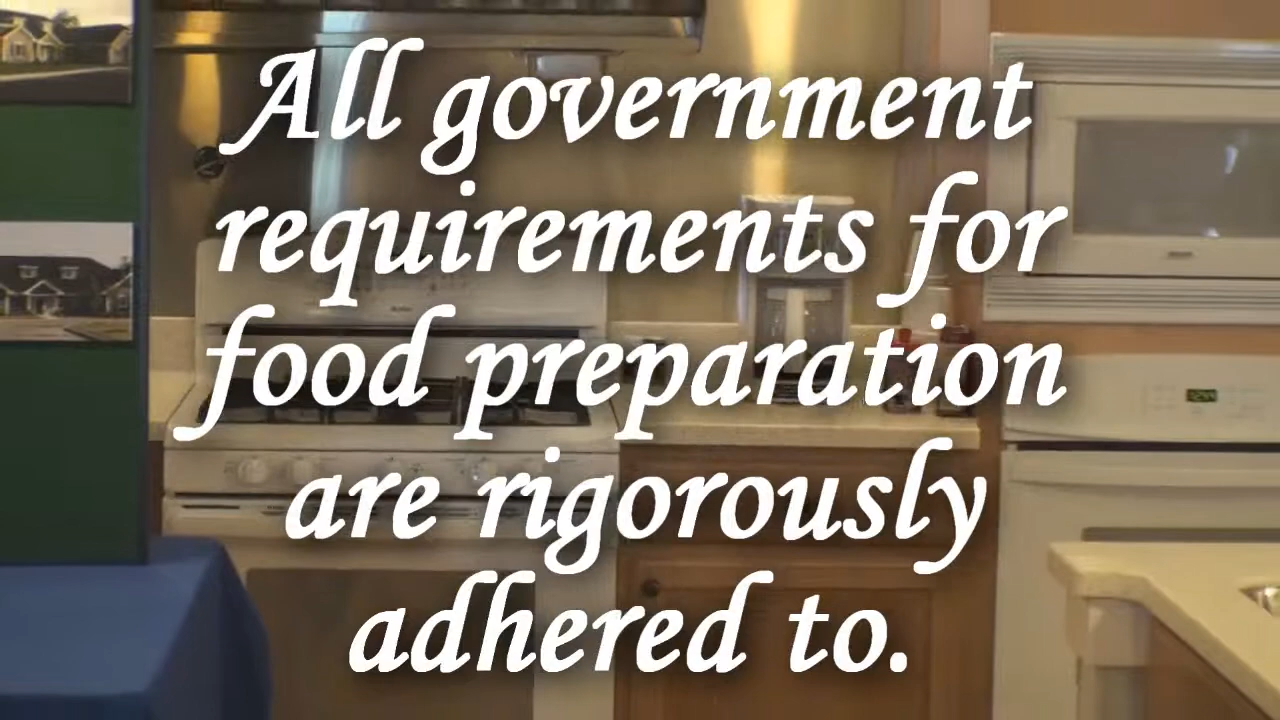 All government
requirements for
food preparation
are rigorously
adhered to.